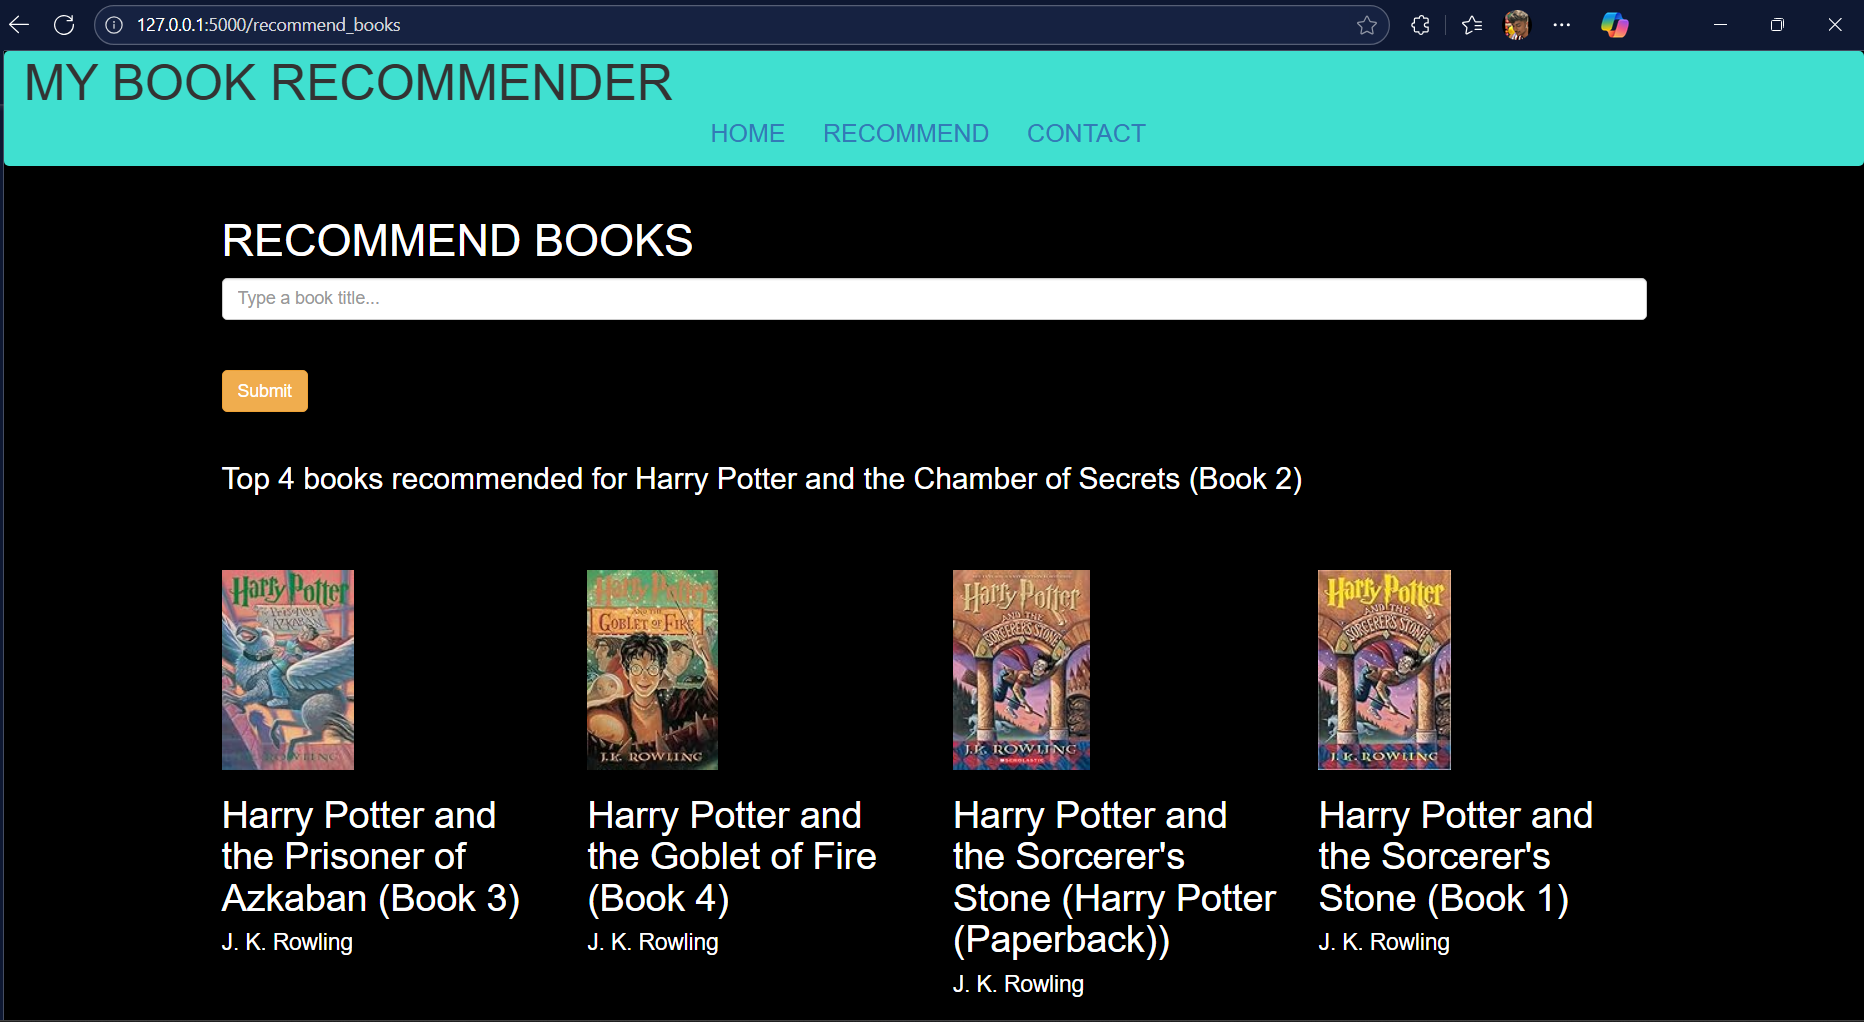 127.0.0.1:5000/recommend_books
MY BOOK RECOMMENDER
HOME RECOMMEND CONTACT
RECOMMEND BOOKS
Type a book title...
Submit
Top 4 books recommended for Harry Potter and the Chamber of Secrets (Book 2)
Harry Potter
and the
Prisoner
of AZKABAN
J.K. ROWLING
Harry Potter
AND THE
GOBLET OF FIRE
J.K. ROWLING
Harry Potter
AND THE
SORCERER'S STONE
J.K. ROWLING
SCHOLASTIC
Harry Potter
AND THE
SORCERER'S STONE
J.K. ROWLING
Harry Potter and
the Prisoner of
Azkaban (Book 3)
J. K. Rowling
Harry Potter and
the Goblet of Fire
(Book 4)
J. K. Rowling
Harry Potter and
the Sorcerer's
Stone (Harry Potter
(Paperback))
J. K. Rowling
Harry Potter and
the Sorcerer's
Stone (Book 1)
J. K. Rowling